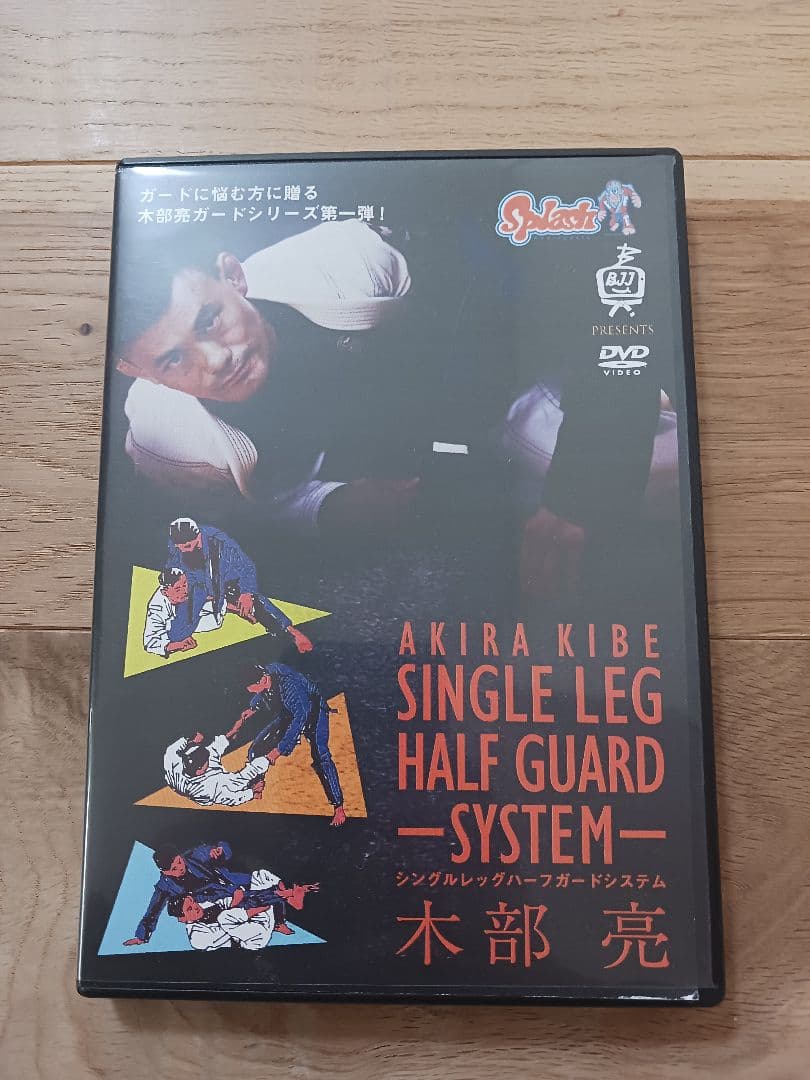 ガードに悩む方に贈る
木部亮ガードシリーズ第一弾!
Splash
BJJ
PRESENTS
DVD
VIDEO
AKIRA KIBE
SINGLE LEG
HALF GUARD
—SYSTEM—
シングルレッグハーフガードシステム
木部 亮